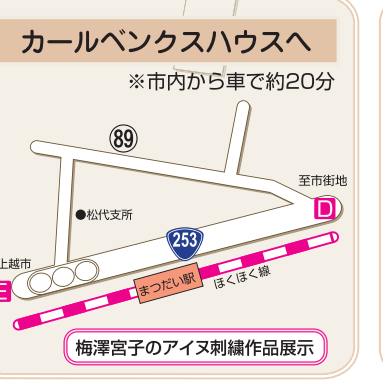 カールベンクスハウスへ
※市内から車で約20分
89
至市街地
D
松代支所
253
上越市
E
まつだい駅
ほくほく線
梅澤宮子のアイヌ刺繍作品展示